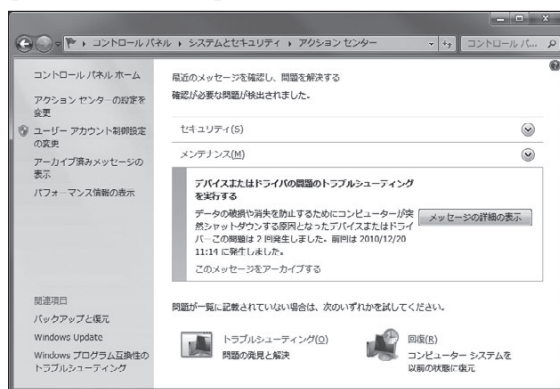 コントロール パネル ▸ システムとセキュリティ ▸ アクション センター
コントロール パ...
コントロール パネル ホーム
アクション センターの設定を
変更
ユーザー アカウント制御設定
の変更
アーカイブ済みメッセージの
表示
パフォーマンス情報の表示
関連項目
バックアップと復元
Windows Update
Windows プログラム互換性の
トラブルシューティング
最近のメッセージを確認し、問題を解決する
確認が必要な問題が検出されました。
セキュリティ(S)
メンテナンス(M)
デバイスまたはドライバの問題のトラブルシューティング
を実行する
データの破損や消失を防止するためにコンピューターが突
然シャットダウンする原因となったデバイスまたはドライ
バーこの問題は 2 回発生しました。前回は 2010/12/20
11:14 に発生しました。
メッセージの詳細の表示
このメッセージをアーカイブする
問題が一覧に記載されていない場合は、次のいずれかを試してください。
トラブルシューティング(O)
問題の発見と解決
回復(R)
コンピューター システムを
以前の状態に復元